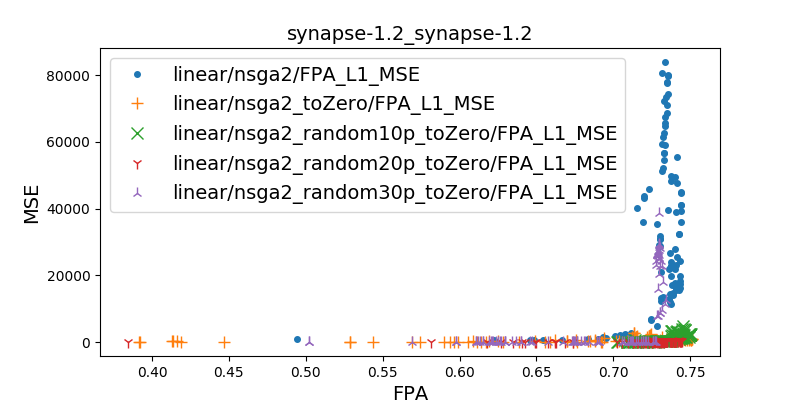 synapse-1.2_synapse-1.2
linear/nsga2/FPA_L1_MSE
linear/nsga2_toZero/FPA_L1_MSE
linear/nsga2_random10p_toZero/FPA_L1_MSE
linear/nsga2_random20p_toZero/FPA_L1_MSE
linear/nsga2_random30p_toZero/FPA_L1_MSE
MSE
80000
60000
40000
20000
0
0.40 0.45 0.50 0.55 0.60 0.65 0.70 0.75
FPA